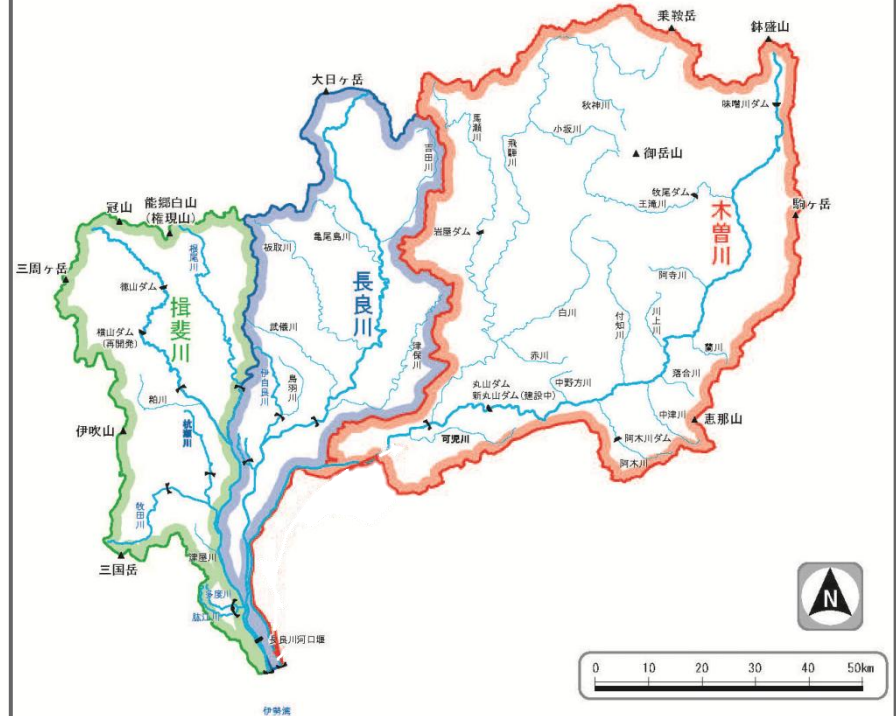 乗鞍岳
鉢盛山
大日ヶ岳
味噌川ダム
秋神川
小坂川
馬瀬川
飛騨川
吉田川
御岳山
牧尾ダム
王滝川
木曽川
駒ヶ岳
冠山
能郷白山
(権現山)
根尾川
板取川
亀尾島川
岩屋ダム
三周ヶ岳
徳山ダム
揖斐川
長良川
阿寺川
横山ダム
(再開発)
武儀川
津保川
白川
付知川
川上川
蘭川
赤川
落合川
伊自良川
鳥羽川
粕川
丸山ダム
新丸山ダム(建設中)
中野方川
中津川
恵那山
伊吹山
杭瀬川
可児川
阿木川ダム
阿木川
牧田川
三国岳
津屋川
多度川
肱江川
長良川河口堰
伊勢湾
N
0 10 20 30 40 50km